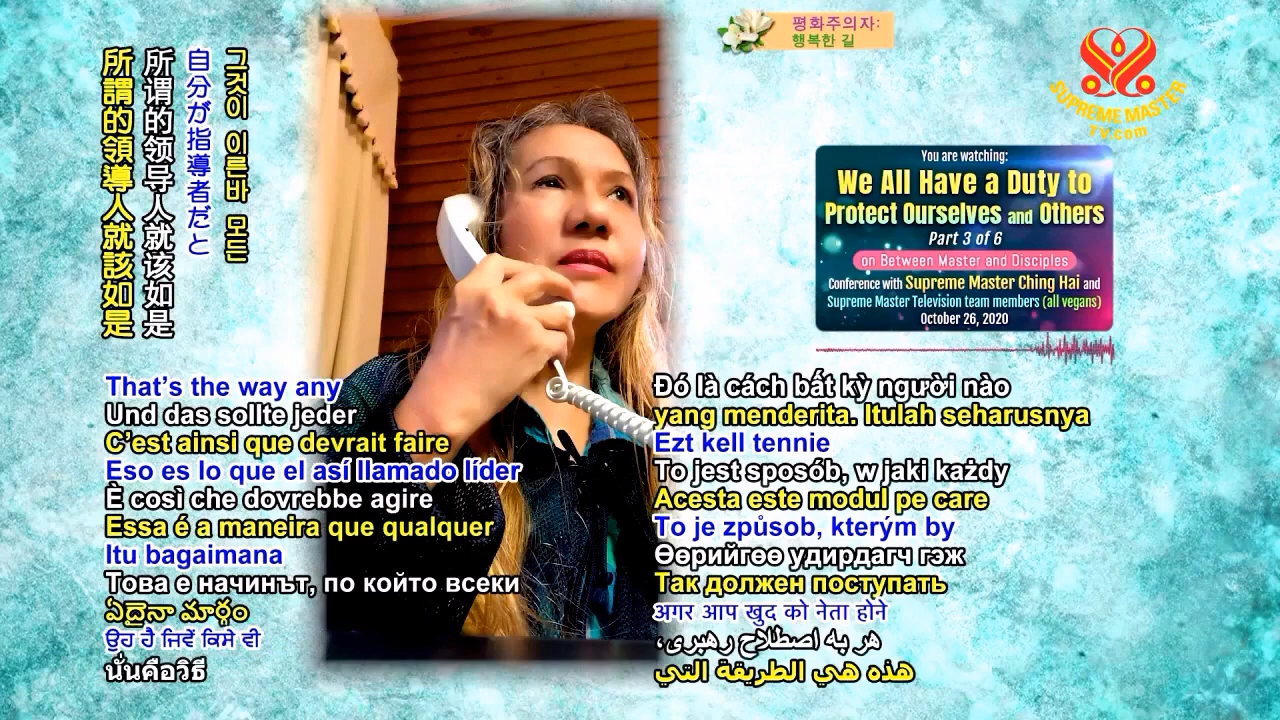 평화주의자:
행복한 길
SUPREME MASTER
TV.com
그것이 이른바 모든
自分が指導者だと
所谓的领导人就该如是
所謂的領導人就該如是
You are watching:
We All Have a Duty to
Protect Ourselves and Others
Part 3 of 6
on Between Master and Disciples
Conference with Supreme Master Ching Hai and
Supreme Master Television team members (all vegans)
October 26, 2020
That's the way any
Und das sollte jeder
C'est ainsi que devrait faire
Eso es lo que el así llamado líder
È così che dovrebbe agire
Essa é a maneira que qualquer
Itu bagaimana
Това е начинът, по който всеки
ఏదైనా మార్గం
ਉਹ ਹੈ ਜਿਵੇਂ ਕਿਸੇ ਵੀ
นั่นคือวิธี
Đó là cách bất kỳ người nào
yang menderita. Itulah seharusnya
Ezt kell tennie
To jest sposób, w jaki każdy
Acesta este modul pe care
To je způsob, kterým by
Өөрийгөө удирдагч гэж
Так должен поступать
अगर आप खुद को नेता होने
هر به اصطلاح رهبری،
هذه هي الطريقة التي